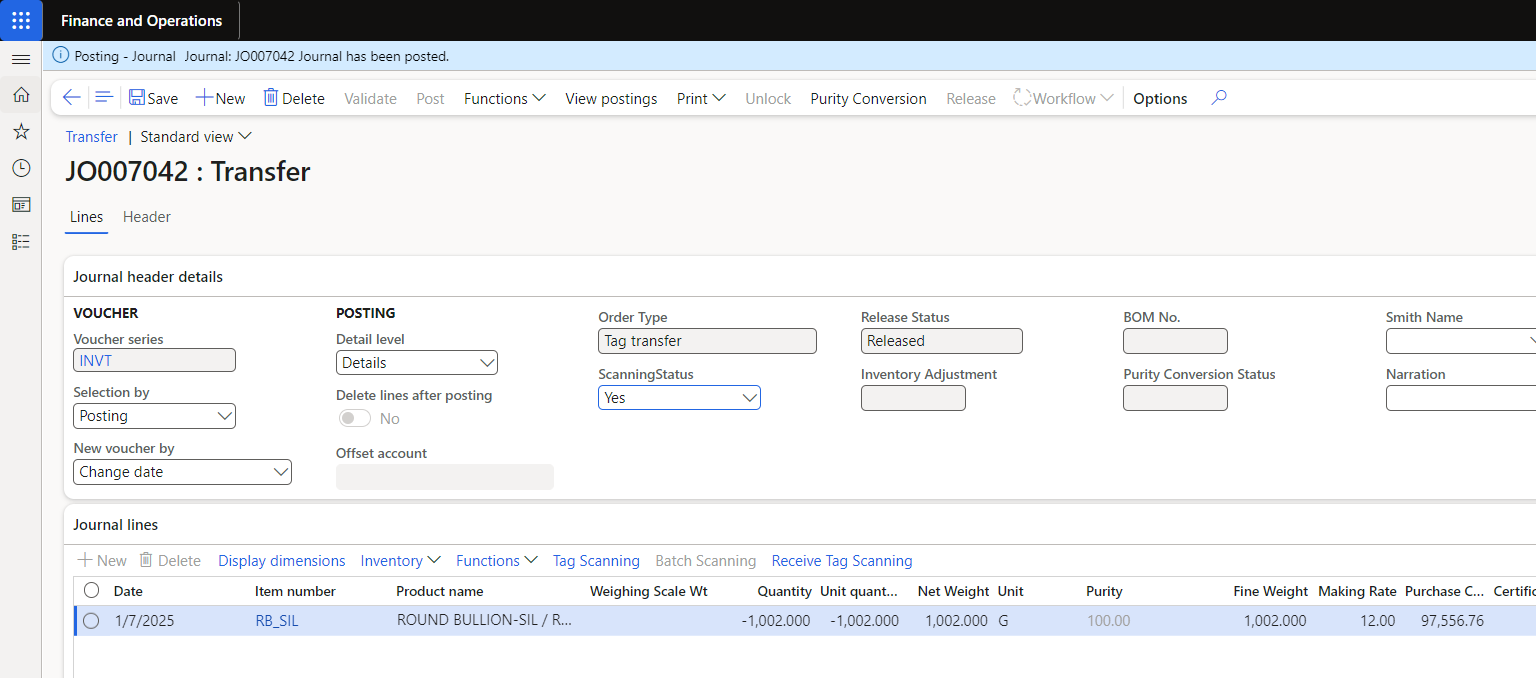 Finance and Operations
Posting - Journal Journal: JO007042 Journal has been posted.
Save New Delete Validate Post Functions View postings Print Unlock Purity Conversion Release Workflow Options
Transfer | Standard view
JO007042 : Transfer
Lines Header
Journal header details
VOUCHER
Voucher series
INVT
Selection by
Posting
New voucher by
Change date
POSTING
Detail level
Details
Delete lines after posting
No
Offset account
Order Type
Tag transfer
ScanningStatus
Yes
Release Status
Released
Inventory Adjustment
BOM No.
Purity Conversion Status
Smith Name
Narration
Journal lines
New Delete Display dimensions Inventory Functions Tag Scanning Batch Scanning Receive Tag Scanning
Date Item number Product name Weighing Scale Wt Quantity Unit quant... Net Weight Unit Purity Fine Weight Making Rate Purchase C... Certific
1/7/2025 RB_SIL ROUND BULLION-SIL / R... -1,002.000 -1,002.000 1,002.000 G 100.00 1,002.000 12.00 97,556.76